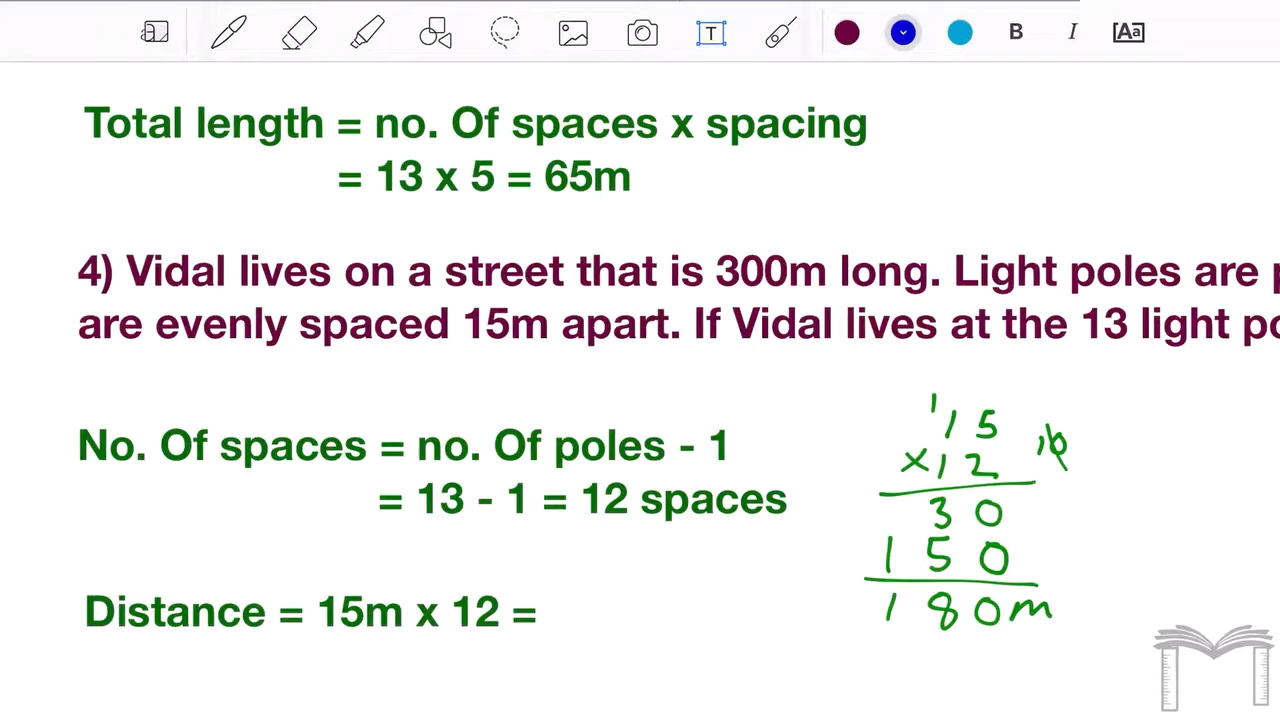 T
B I Aa
Total length = no. Of spaces x spacing
= 13 x 5 = 65m
4) Vidal lives on a street that is 300m long. Light poles are
are evenly spaced 15m apart. If Vidal lives at the 13 light
No. Of spaces = no. Of poles - 1
= 13 - 1 = 12 spaces
Distance = 15m x 12 =
1
15
x12
30
150
180m